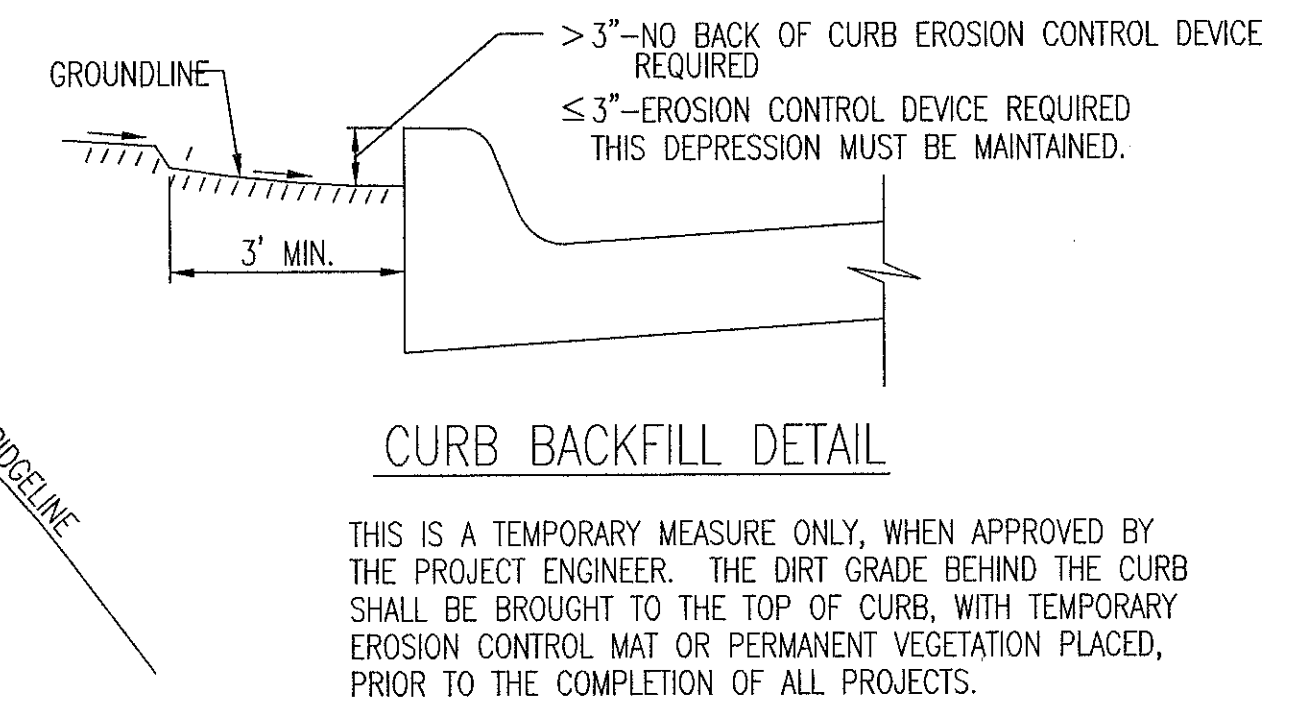 > 3"-NO BACK OF CURB EROSION CONTROL DEVICE
REQUIRED
GROUNDLINE
≤ 3"-EROSION CONTROL DEVICE REQUIRED
THIS DEPRESSION MUST BE MAINTAINED.
3' MIN.
CURB BACKFILL DETAIL
RIDGELINE
THIS IS A TEMPORARY MEASURE ONLY, WHEN APPROVED BY
THE PROJECT ENGINEER. THE DIRT GRADE BEHIND THE CURB
SHALL BE BROUGHT TO THE TOP OF CURB, WITH TEMPORARY
EROSION CONTROL MAT OR PERMANENT VEGETATION PLACED,
PRIOR TO THE COMPLETION OF ALL PROJECTS.